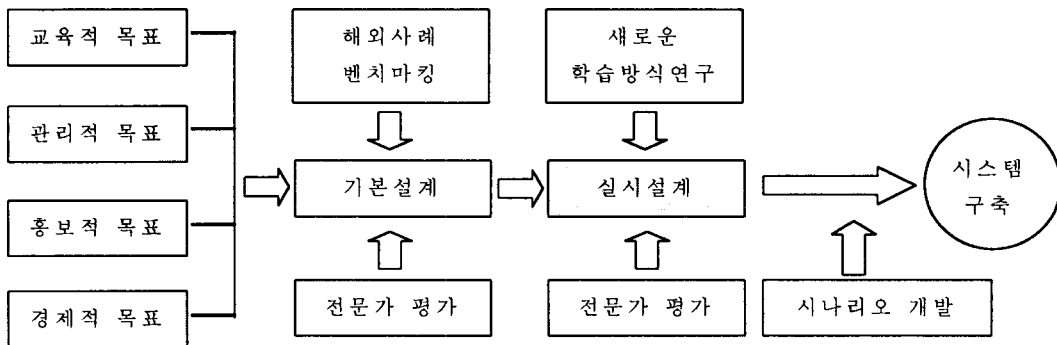 교육적 목표
관리적 목표
홍보적 목표
경제적 목표
해외사례
벤치마킹
기본설계
전문가 평가
새로운
학습방식연구
실시설계
전문가 평가
시나리오 개발
시스템
구축